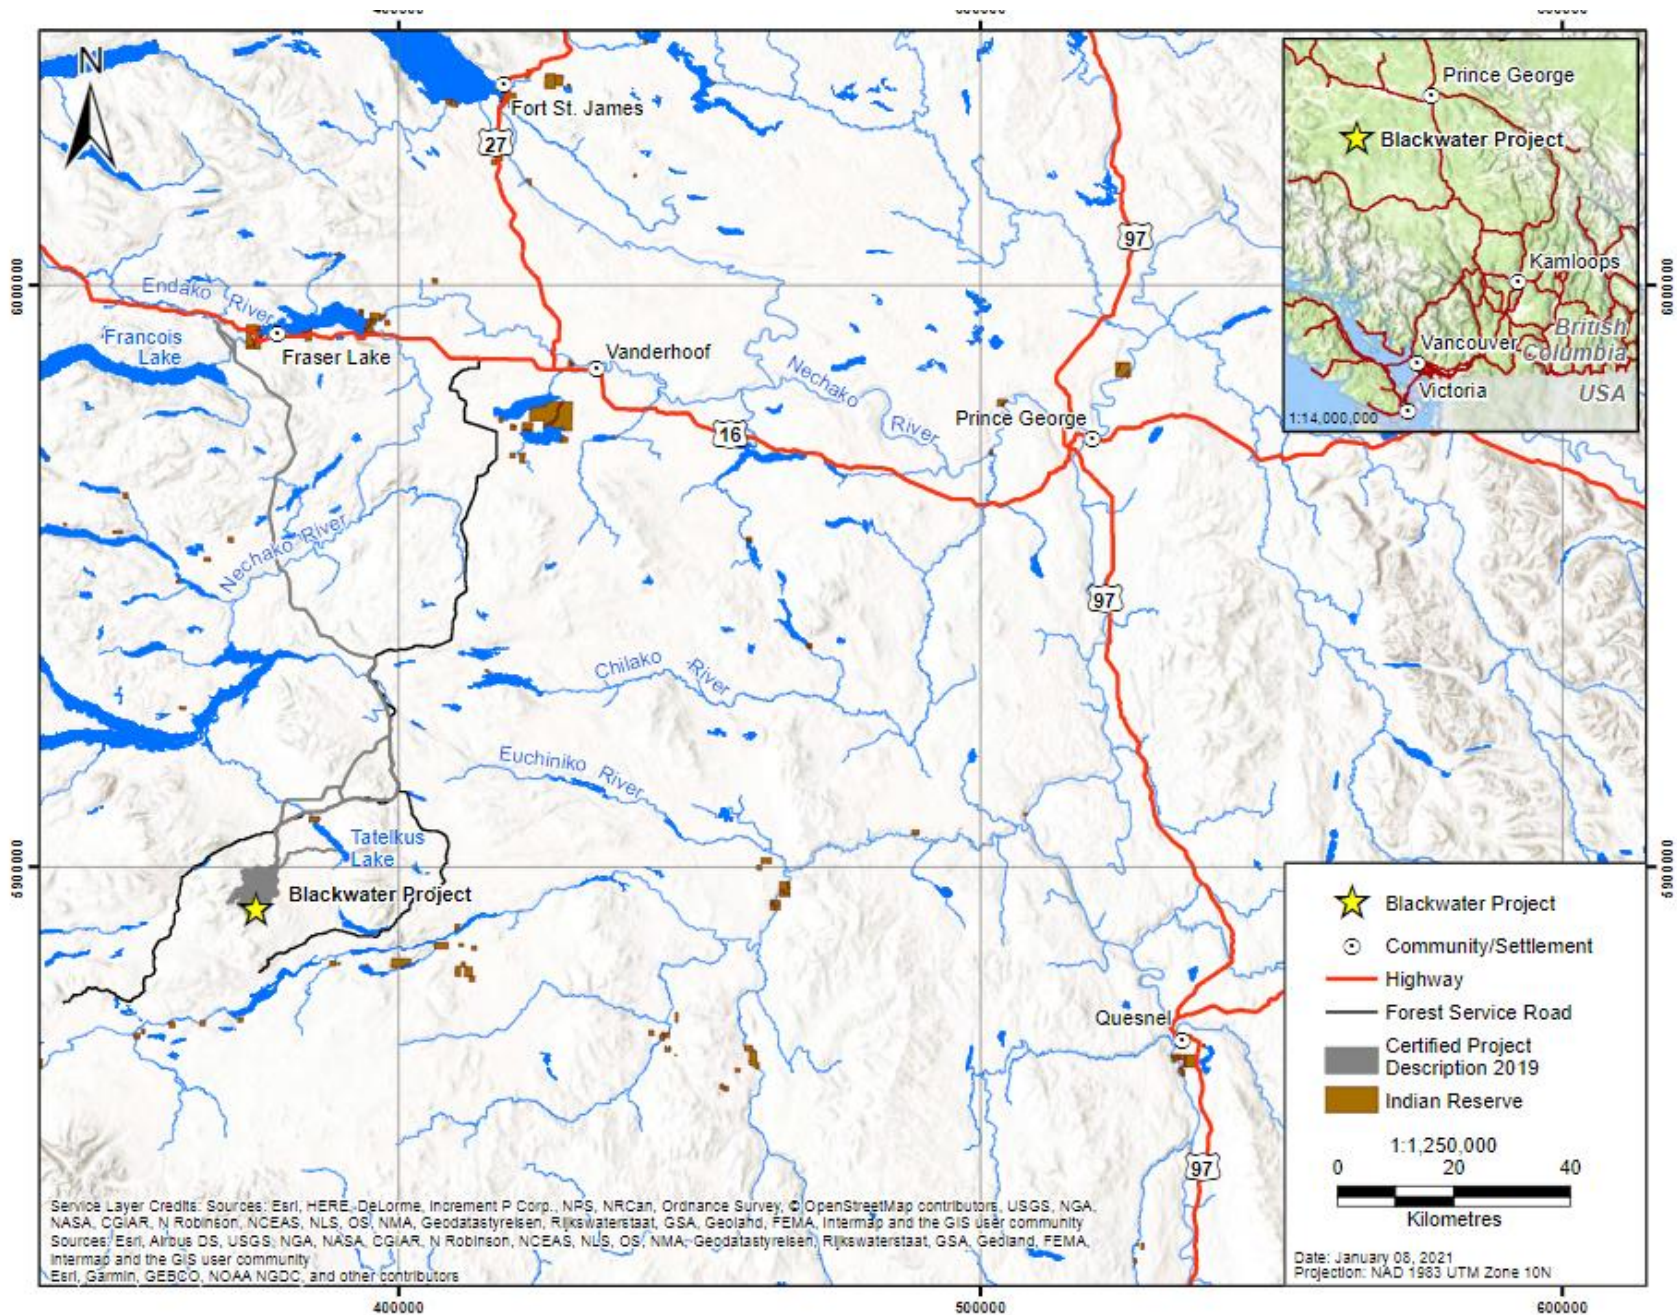 N
Fort St. James
27
97
Endako River
Francois
Lake
Fraser Lake
Vanderhoof
Nechako River
Prince George
16
Nechako River
97
Chilako River
Euchiniko River
Tatelkus
Lake
Blackwater Project
Quesnel
97
6000000
5900000
6000000
5900000
400000
500000
600000
Prince George
Blackwater Project
Kamloops
British
Columbia
Vancouver
Victoria
USA
1:14,000,000
Blackwater Project
Community/Settlement
Highway
Forest Service Road
Certified Project
Description 2019
Indian Reserve
1:1,250,000
0 20 40
Kilometres
Date: January 08, 2021
Projection: NAD 1983 UTM Zone 10N
Service Layer Credits: Sources: Esri, HERE, DeLorme, Increment P Corp., NPS, NRCan, Ordnance Survey, © OpenStreetMap contributors, USGS, NGA,
NASA, CGIAR, N Robinson, NCEAS, NLS, OS, NMA, Geodatastyrelsen, Rijkswaterstaat, GSA, Geoland, FEMA, Intermap and the GIS user community
Sources: Esri, Airbus DS, USGS, NGA, NASA, CGIAR, N Robinson, NCEAS, NLS, OS, NMA, Geodatastyrelsen, Rijkswaterstaat, GSA, Geoland, FEMA,
Intermap and the GIS user community
Esri, Garmin, GEBCO, NOAA NGDC, and other contributors